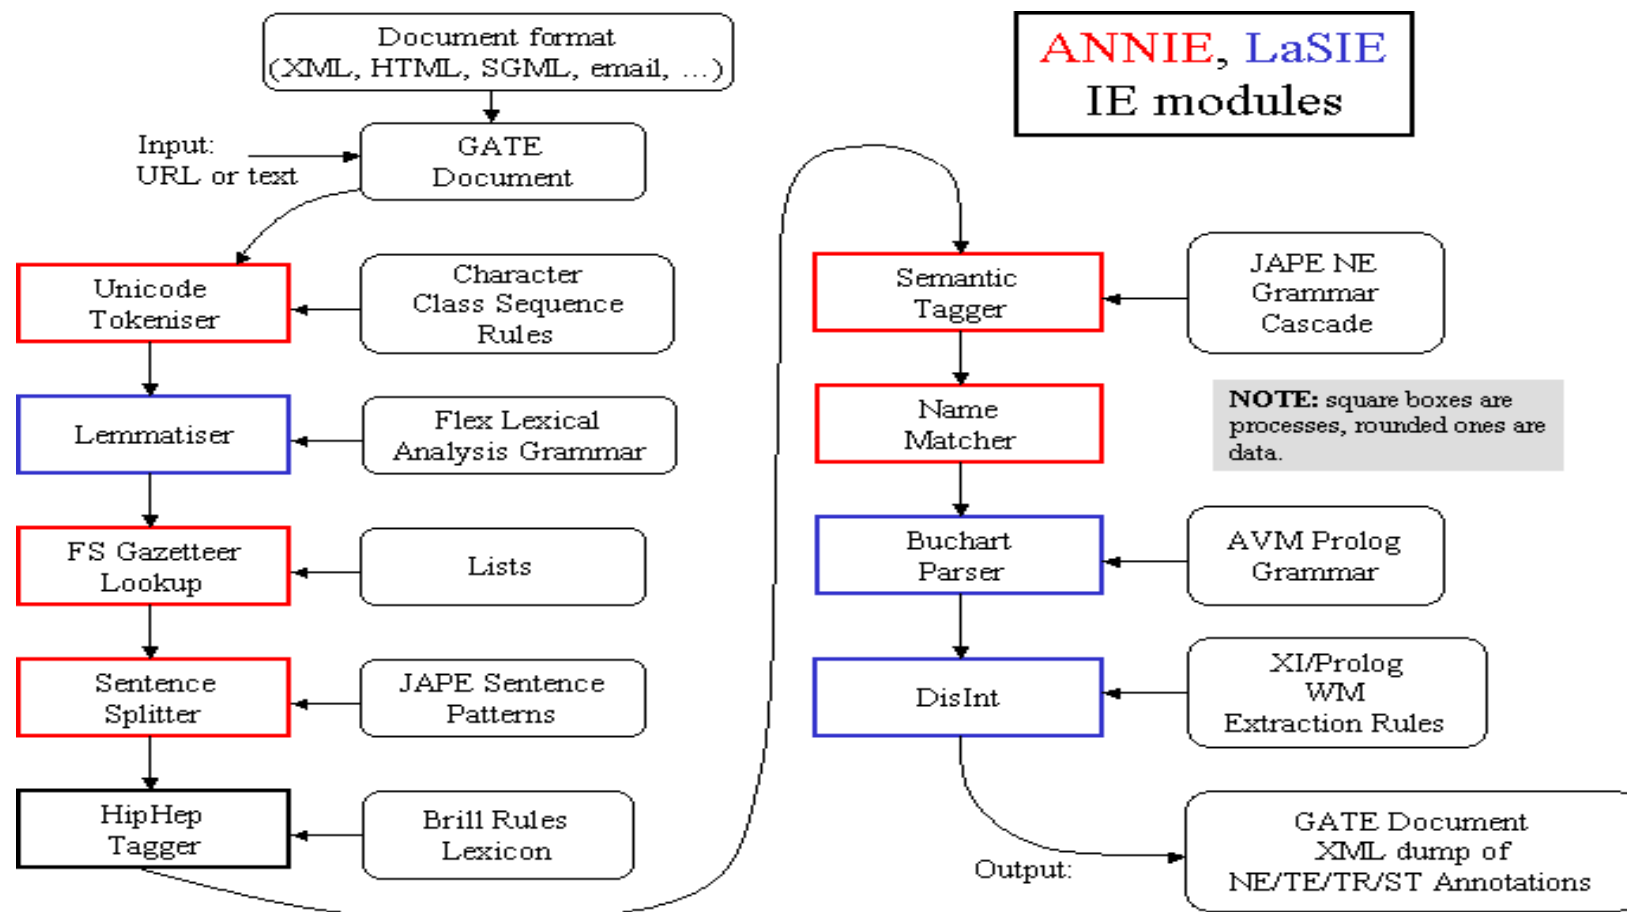 Document format
(XML, HTML, SGML, email, ...)
ANNIE, LaSIE
IE modules
Input:
URL or text
GATE
Document
Unicode
Tokeniser
Character
Class Sequence
Rules
Lemmatiser
Flex Lexical
Analysis Grammar
FS Gazetteer
Lookup
Lists
Sentence
Splitter
JAPE Sentence
Patterns
HipHep
Tagger
Brill Rules
Lexicon
Semantic
Tagger
JAPE NE
Grammar
Cascade
Name
Matcher
NOTE: square boxes are
processes, rounded ones are
data.
Buchart
Parser
AVM Prolog
Grammar
DisInt
XI/Prolog
WM
Extraction Rules
Output:
GATE Document
XML dump of
NE/TE/TR/ST Annotations